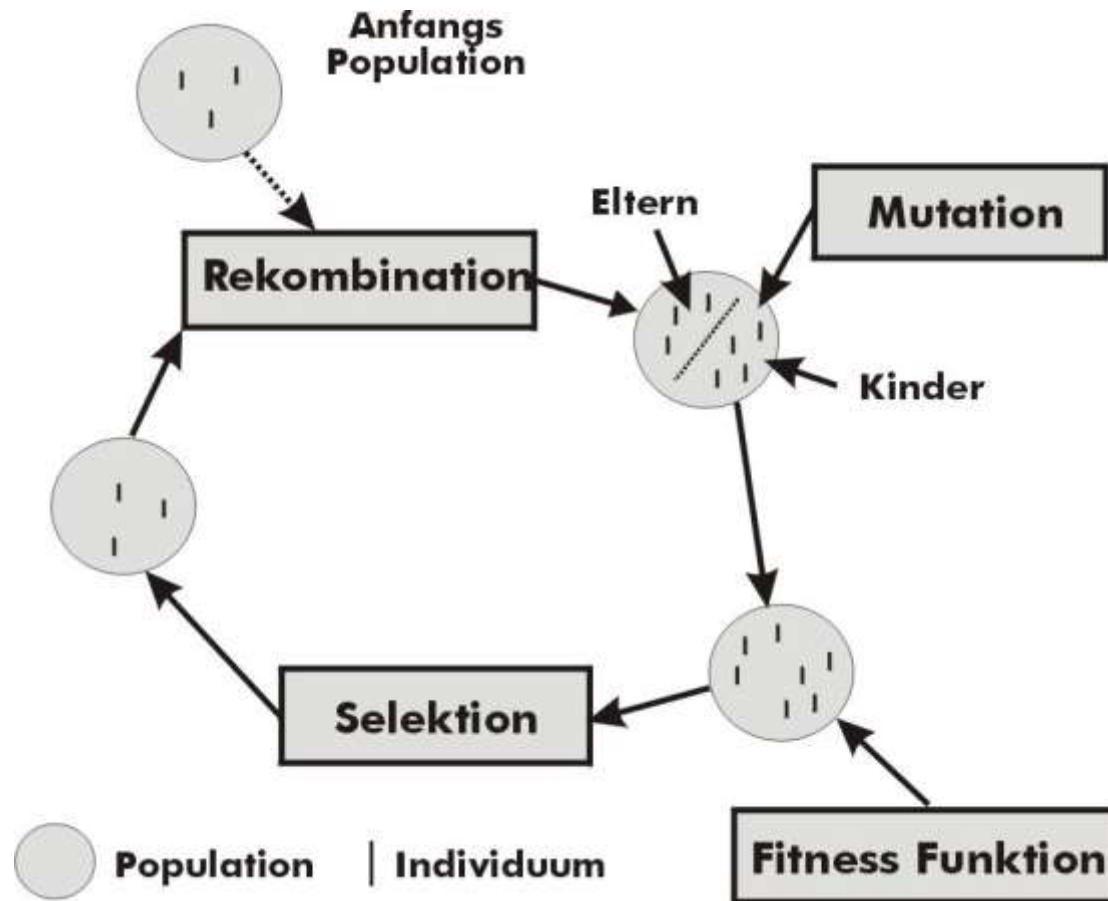 Anfangs
Population
Eltern
Mutation
Rekombination
Kinder
Selektion
Population
Individuum
Fitness Funktion